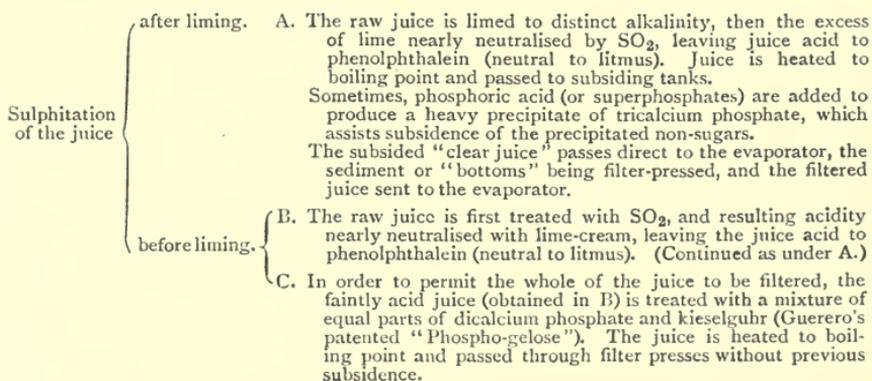 after liming. A. The raw juice is limed to distinct alkalinity, then the excess
of lime nearly neutralised by SO₂, leaving juice acid to
phenolphthalein (neutral to litmus). Juice is heated to
boiling point and passed to subsiding tanks.
Sometimes, phosphoric acid (or superphosphates) are added to
produce a heavy precipitate of tricalcium phosphate, which
assists subsidence of the precipitated non-sugars.
The subsided "clear juice" passes direct to the evaporator, the
sediment or "bottoms" being filter-pressed, and the filtered
juice sent to the evaporator.
Sulphitation
of the juice
before liming. B. The raw juice is first treated with SO₂, and resulting acidity
nearly neutralised with lime-cream, leaving the juice acid to
phenolphthalein (neutral to litmus). (Continued as under A.)
C. In order to permit the whole of the juice to be filtered, the
faintly acid juice (obtained in B) is treated with a mixture of
equal parts of dicalcium phosphate and kieselguhr (Guerero's
patented "Phospho-gelose"). The juice is heated to boil-
ing point and passed through filter presses without previous
subsidence.